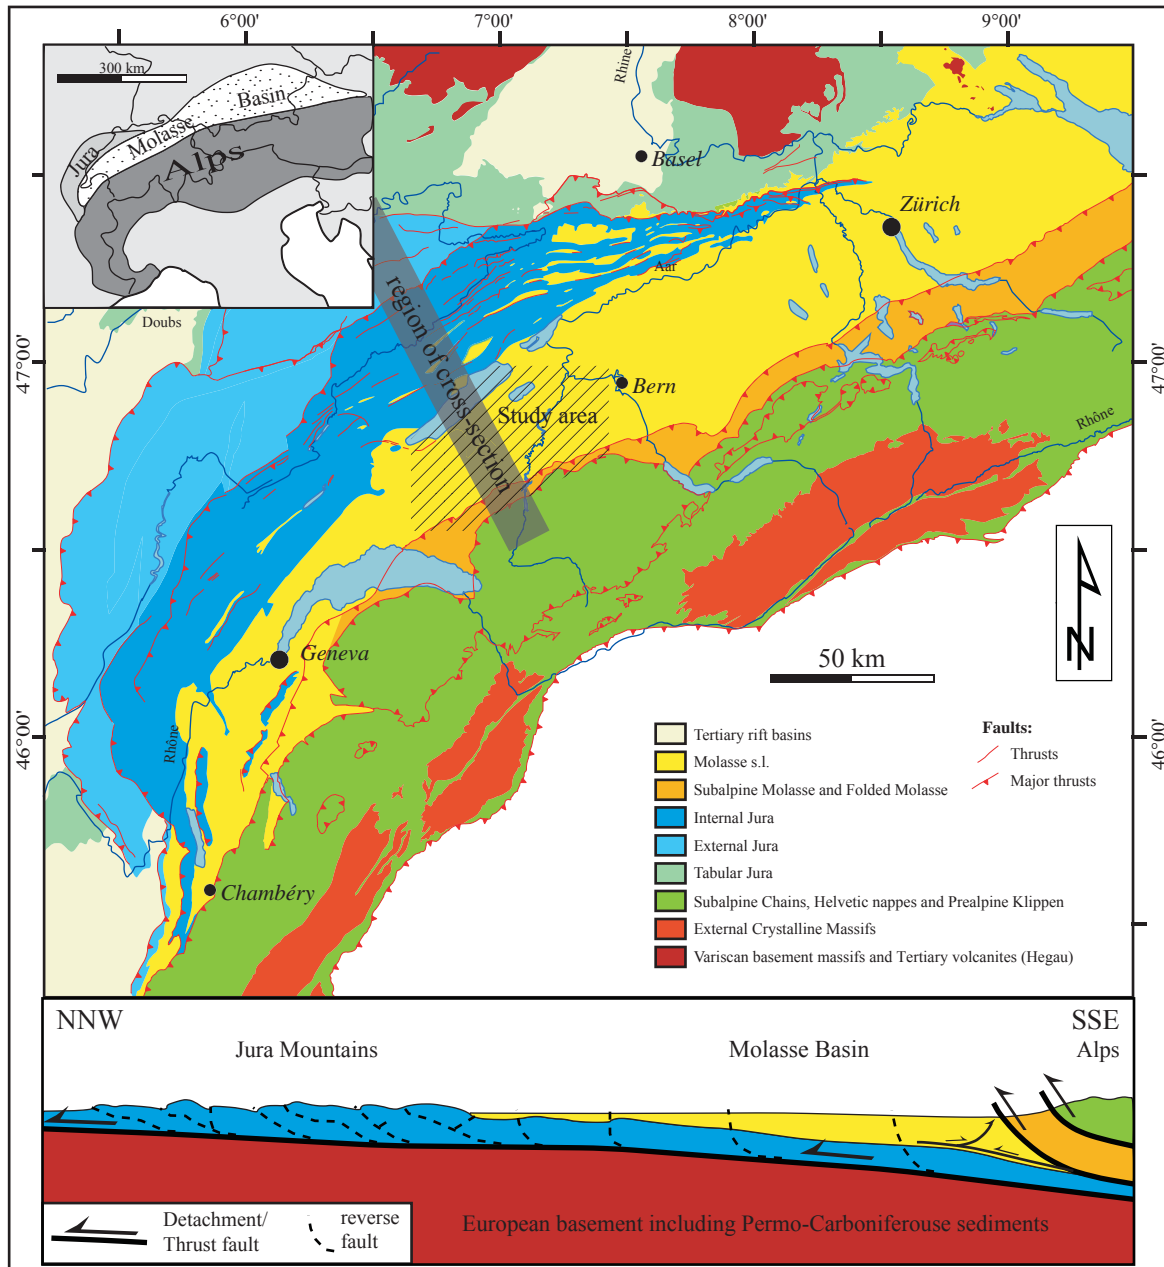 6°00' 7°00' 8°00' 9°00'
300 km
Jura
Molasse
Basin
Alps
Rhine
Basel
Zürich
Aar
Doubs
47°00'
47°00'
region of cross-section
Bern
Study area
Rhône
Geneva
50 km
N
46°00'
46°00'
Rhône
Chambéry
Tertiary rift basins
Molasse s.l.
Subalpine Molasse and Folded Molasse
Internal Jura
External Jura
Tabular Jura
Subalpine Chains, Helvetic nappes and Prealpine Klippen
External Crystalline Massifs
Variscan basement massifs and Tertiary volcanites (Hegau)
Faults:
Thrusts
Major thrusts
NNW SSE
Jura Mountains Molasse Basin Alps
Detachment/
Thrust fault
reverse
fault
European basement including Permo-Carboniferouse sediments